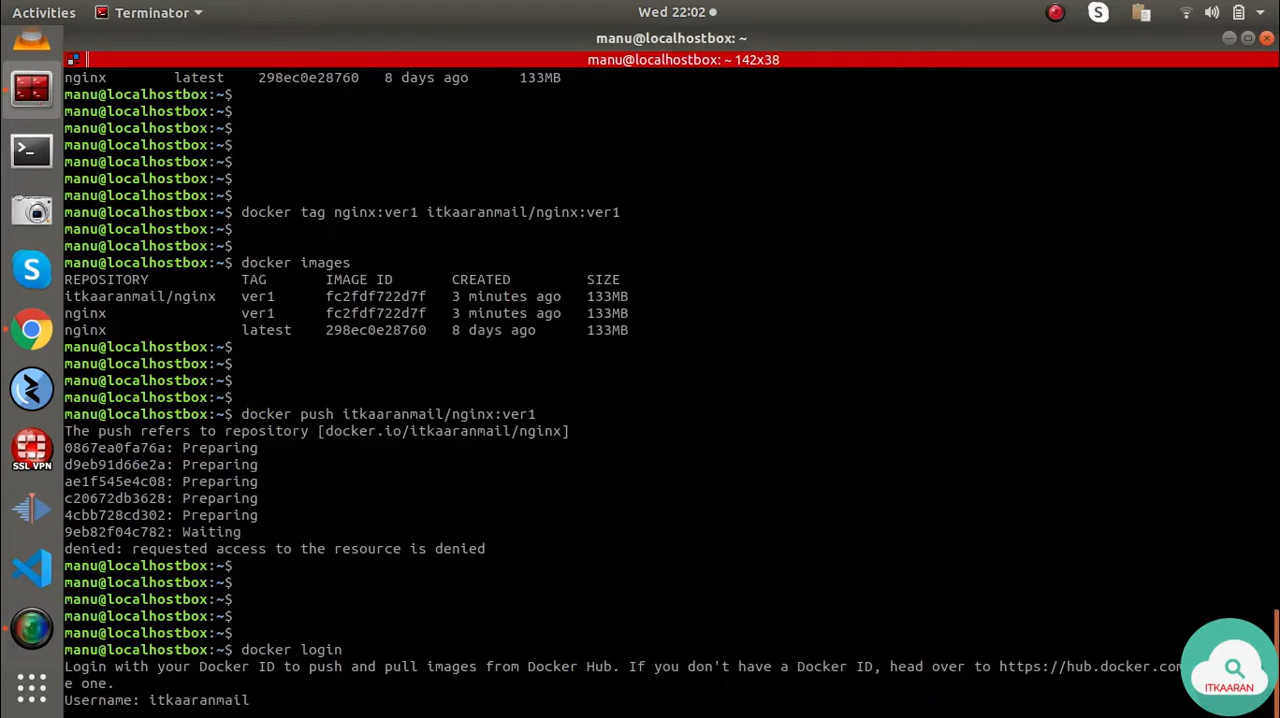 Activities Terminator Wed 22:02
manu@localhostbox: ~
manu@localhostbox: ~ 142x38
nginx latest 298ec0e28760 8 days ago 133MB
manu@localhostbox:~$
manu@localhostbox:~$
manu@localhostbox:~$
manu@localhostbox:~$
manu@localhostbox:~$
manu@localhostbox:~$
manu@localhostbox:~$
manu@localhostbox:~$ docker tag nginx:ver1 itkaaranmail/nginx:ver1
manu@localhostbox:~$
manu@localhostbox:~$
manu@localhostbox:~$ docker images
REPOSITORY TAG IMAGE ID CREATED SIZE
itkaaranmail/nginx ver1 fc2fdf722d7f 3 minutes ago 133MB
nginx ver1 fc2fdf722d7f 3 minutes ago 133MB
nginx latest 298ec0e28760 8 days ago 133MB
manu@localhostbox:~$
manu@localhostbox:~$
manu@localhostbox:~$
manu@localhostbox:~$
manu@localhostbox:~$ docker push itkaaranmail/nginx:ver1
The push refers to repository [docker.io/itkaaranmail/nginx]
0867ea0fa76a: Preparing
d9eb91d66e2a: Preparing
ae1f545e4c08: Preparing
c20672db3628: Preparing
4cbb728cd302: Preparing
9eb82f04c782: Waiting
denied: requested access to the resource is denied
manu@localhostbox:~$
manu@localhostbox:~$
manu@localhostbox:~$
manu@localhostbox:~$
manu@localhostbox:~$
manu@localhostbox:~$ docker login
Login with your Docker ID to push and pull images from Docker Hub. If you don't have a Docker ID, head over to https://hub.docker.com
e one.
Username: itkaaranmail
SSL VPN
ITKAARAN